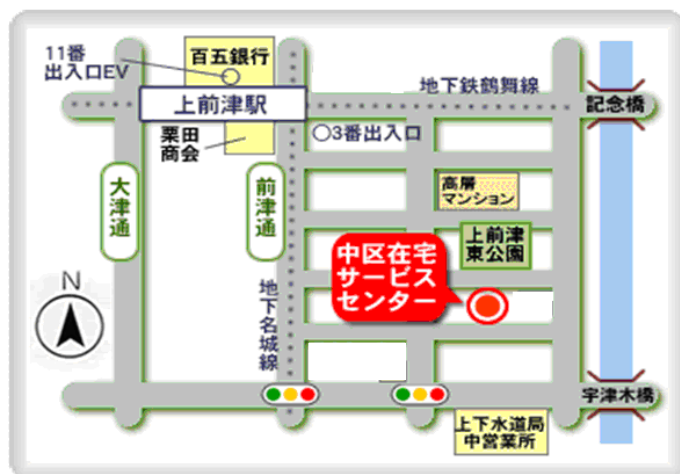 11番
出入口EV
百五銀行
地下鉄鶴舞線
上前津駅
記念橋
栗田
商会
○3番出入口
大津通
前津通
高層
マンション
上前津
東公園
中区在宅
サービス
センター
N
地下名城線
宇津木橋
上下水道局
中営業所